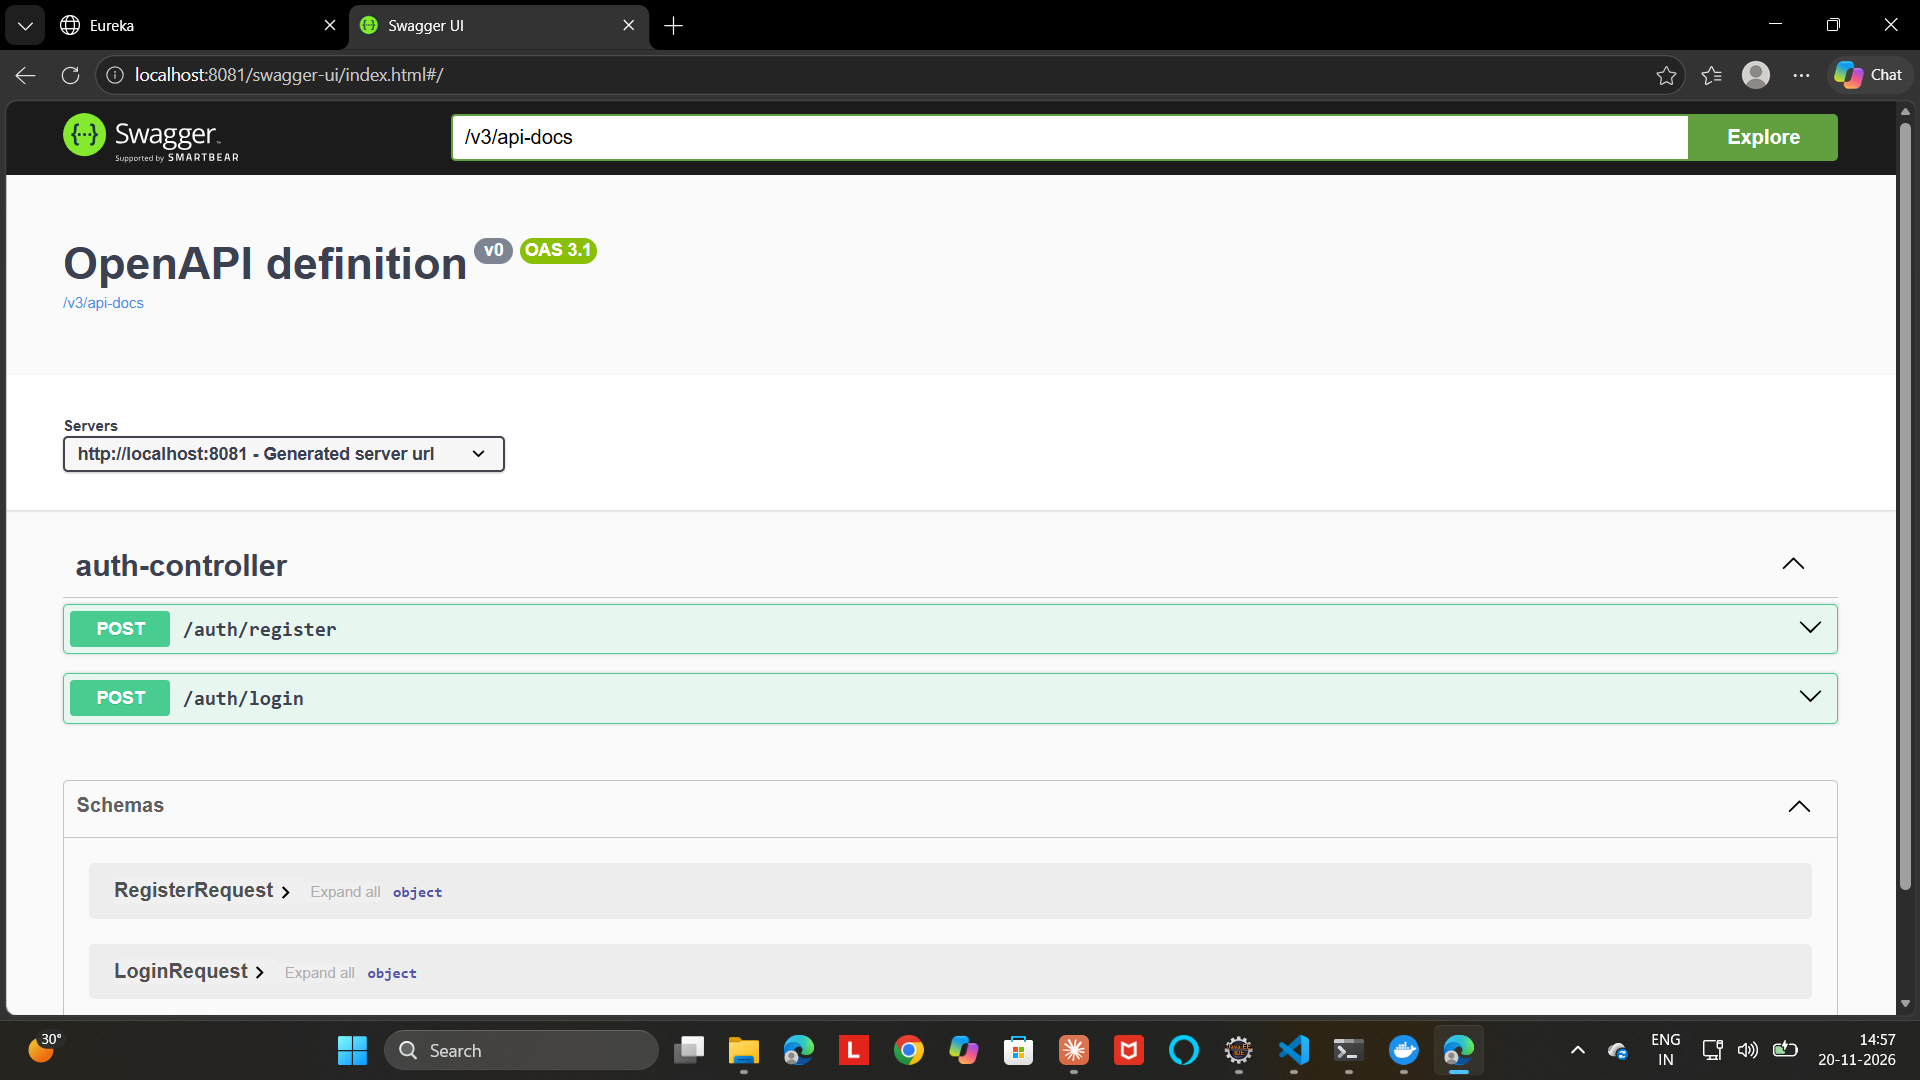 Eureka
Swagger UI
localhost:8081/swagger-ui/index.html#/
Chat
Swagger
Supported by SMARTBEAR
/v3/api-docs
Explore
OpenAPI definition v0 OAS 3.1
/v3/api-docs
Servers
http://localhost:8081 - Generated server url
auth-controller
POST /auth/register
POST /auth/login
Schemas
RegisterRequest Expand all object
LoginRequest Expand all object
30°
Search
L
ENG
IN
14:57
20-11-2026